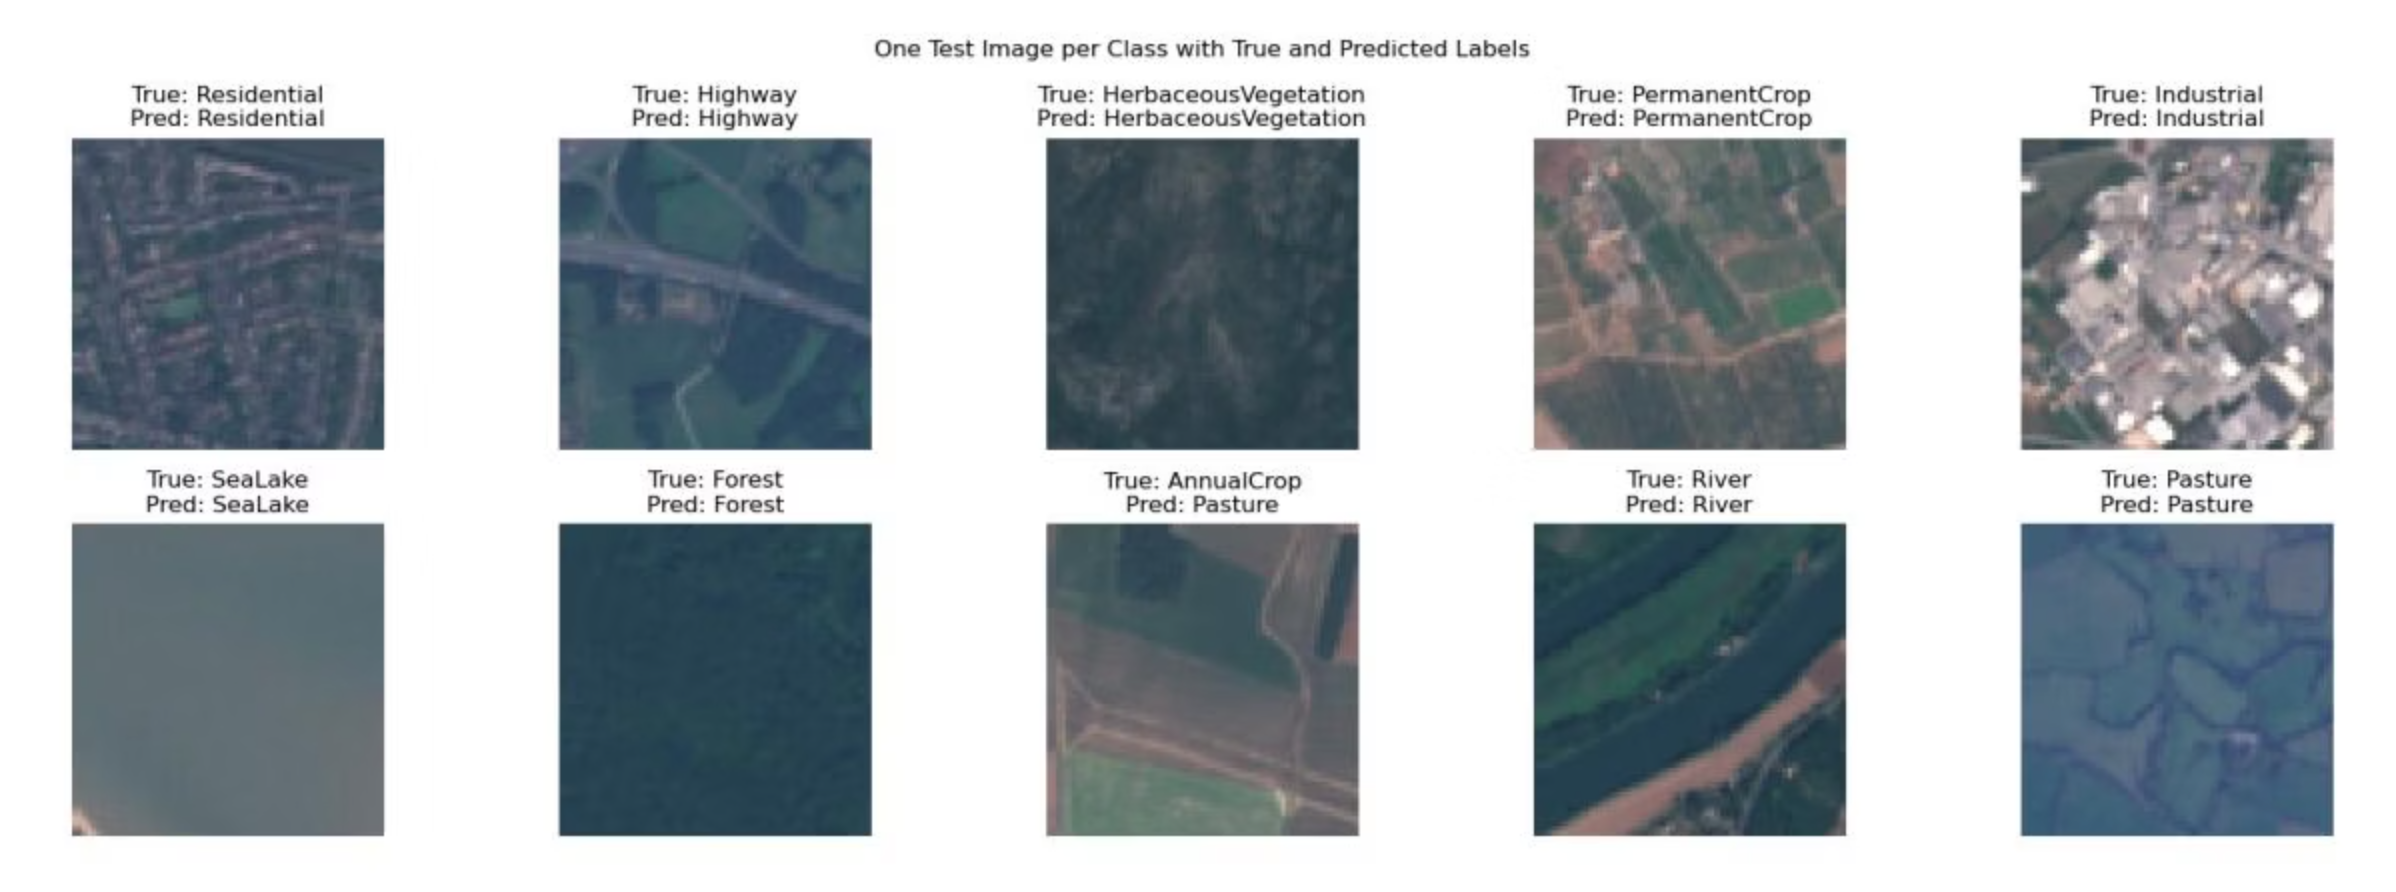 One Test Image per Class with True and Predicted Labels
True: Residential
Pred: Residential
True: Highway
Pred: Highway
True: HerbaceousVegetation
Pred: HerbaceousVegetation
True: PermanentCrop
Pred: PermanentCrop
True: Industrial
Pred: Industrial
True: SeaLake
Pred: SeaLake
True: Forest
Pred: Forest
True: AnnualCrop
Pred: Pasture
True: River
Pred: River
True: Pasture
Pred: Pasture